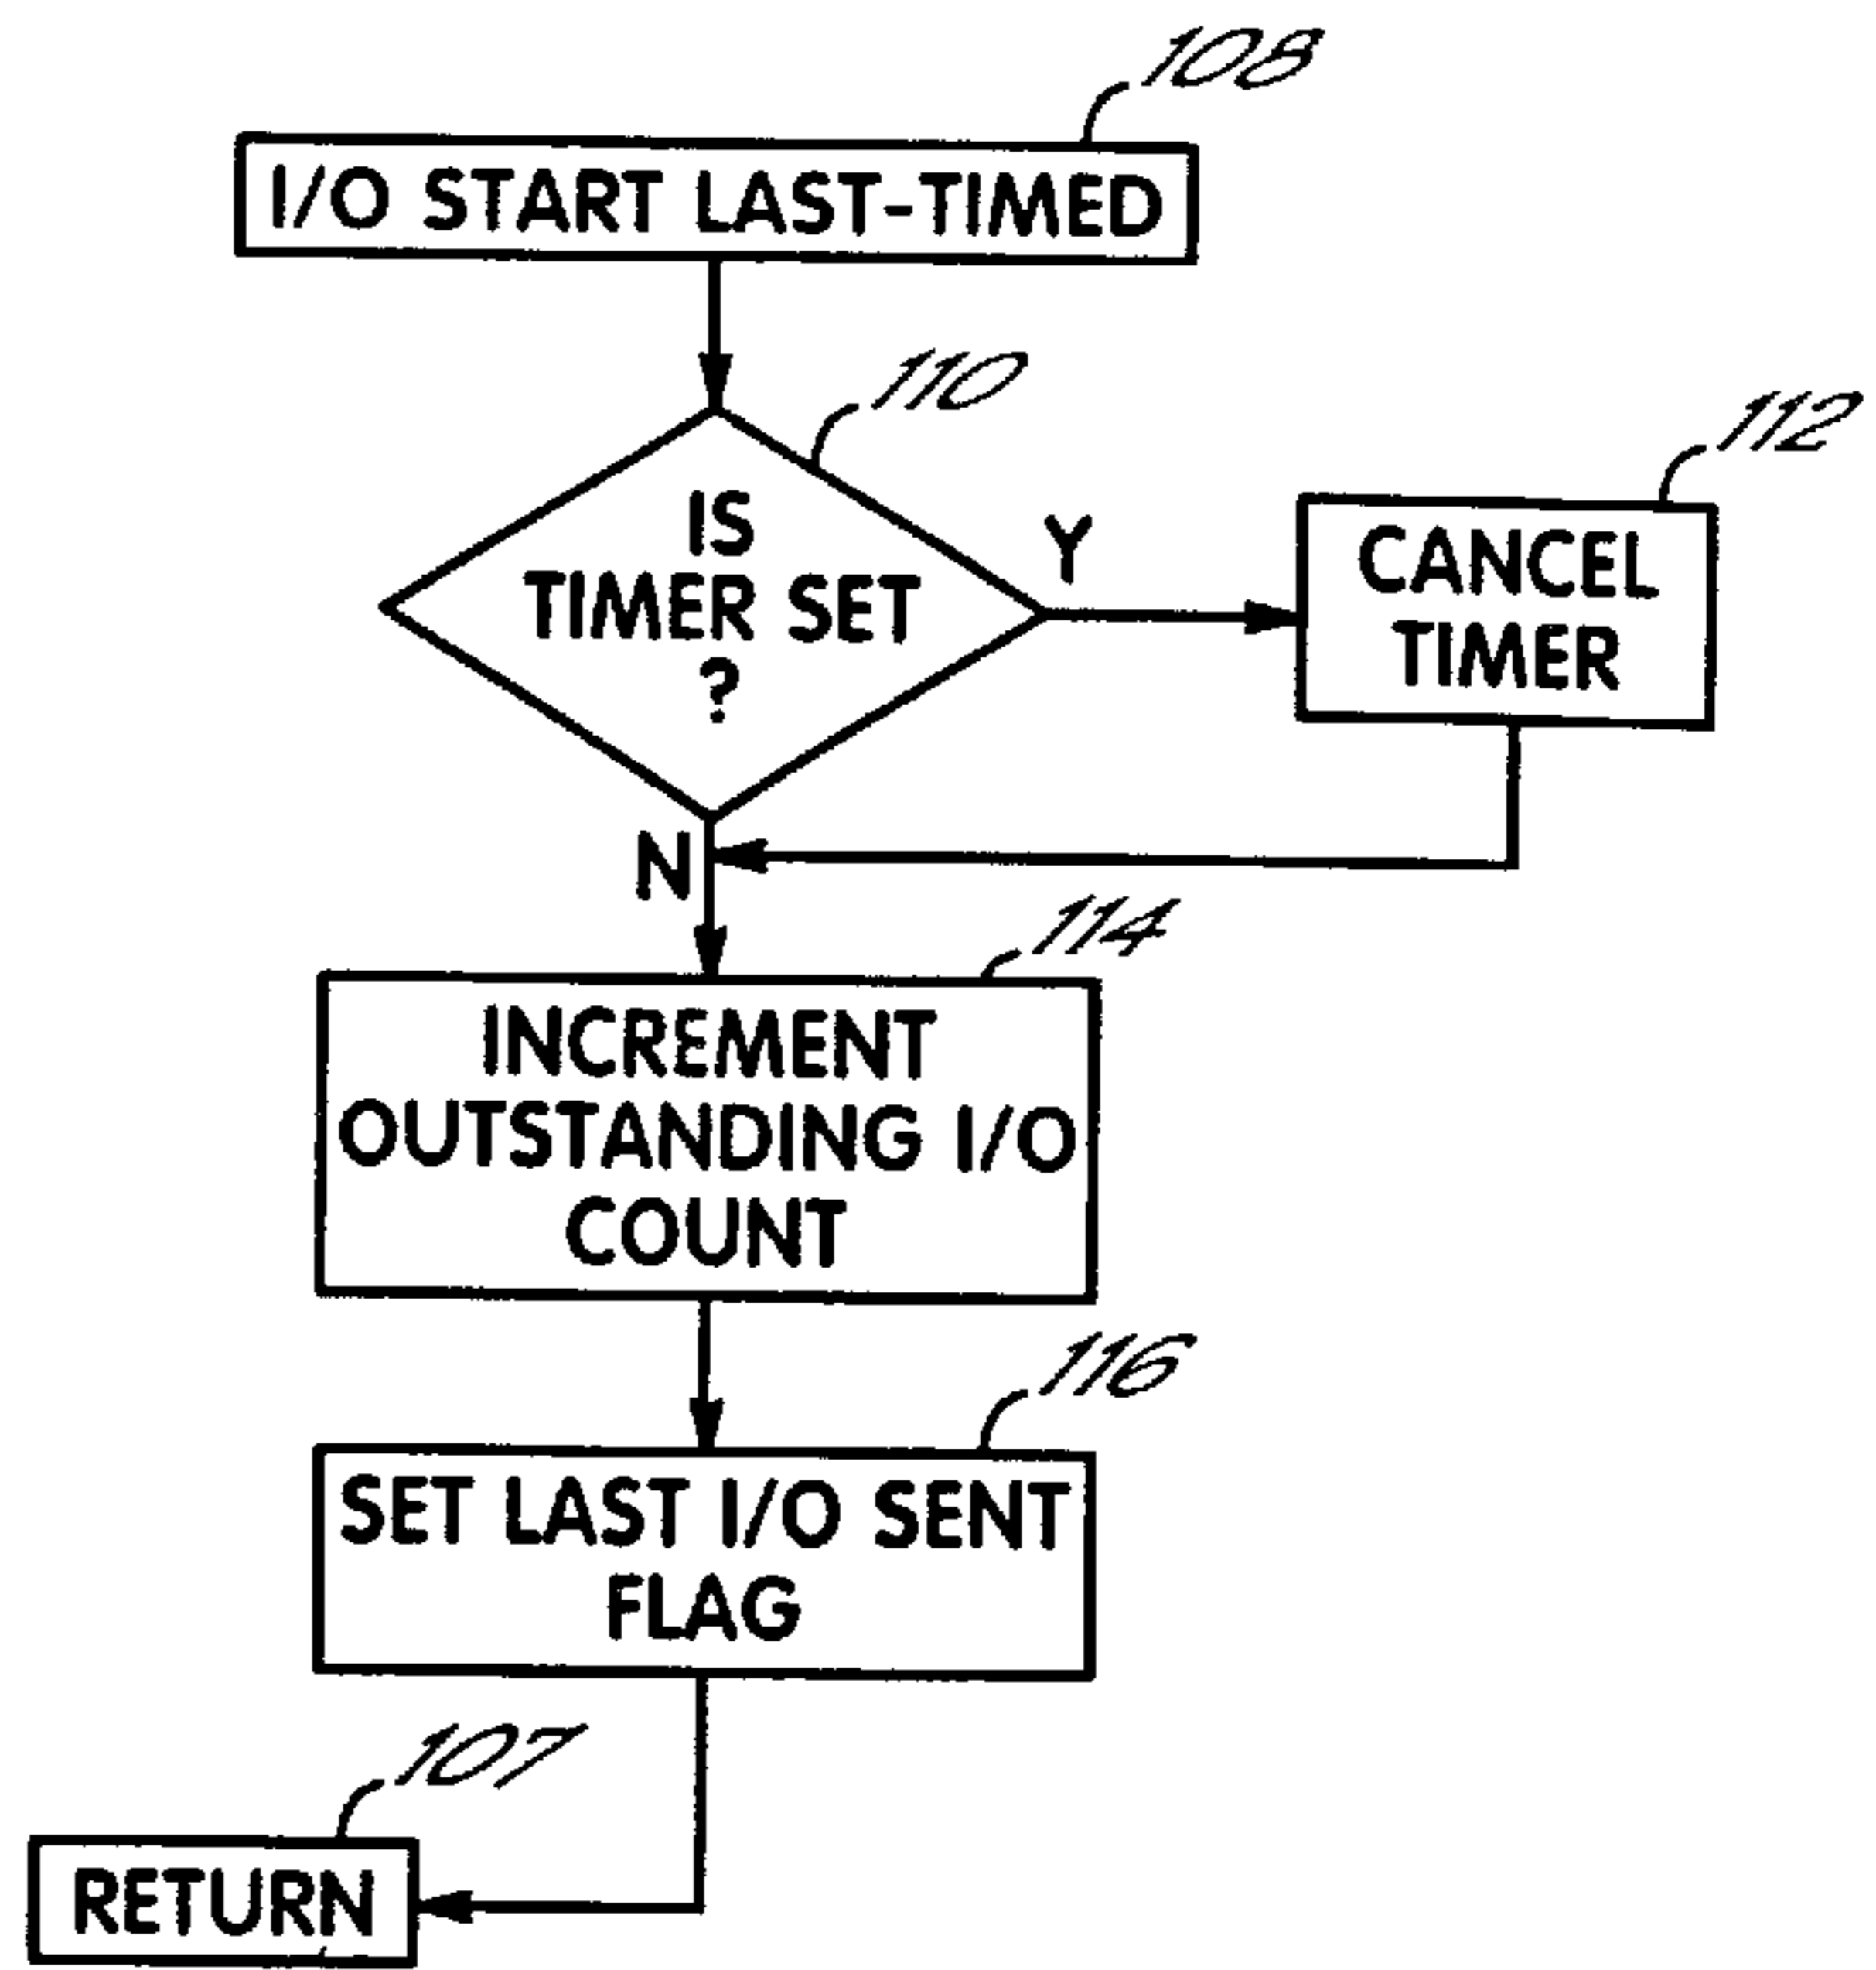 108
I/O START LAST-TIMED
110
112
IS
TIMER SET
?
Y
CANCEL
TIMER
N
114
INCREMENT
OUTSTANDING I/O
COUNT
116
SET LAST I/O SENT
FLAG
107
RETURN